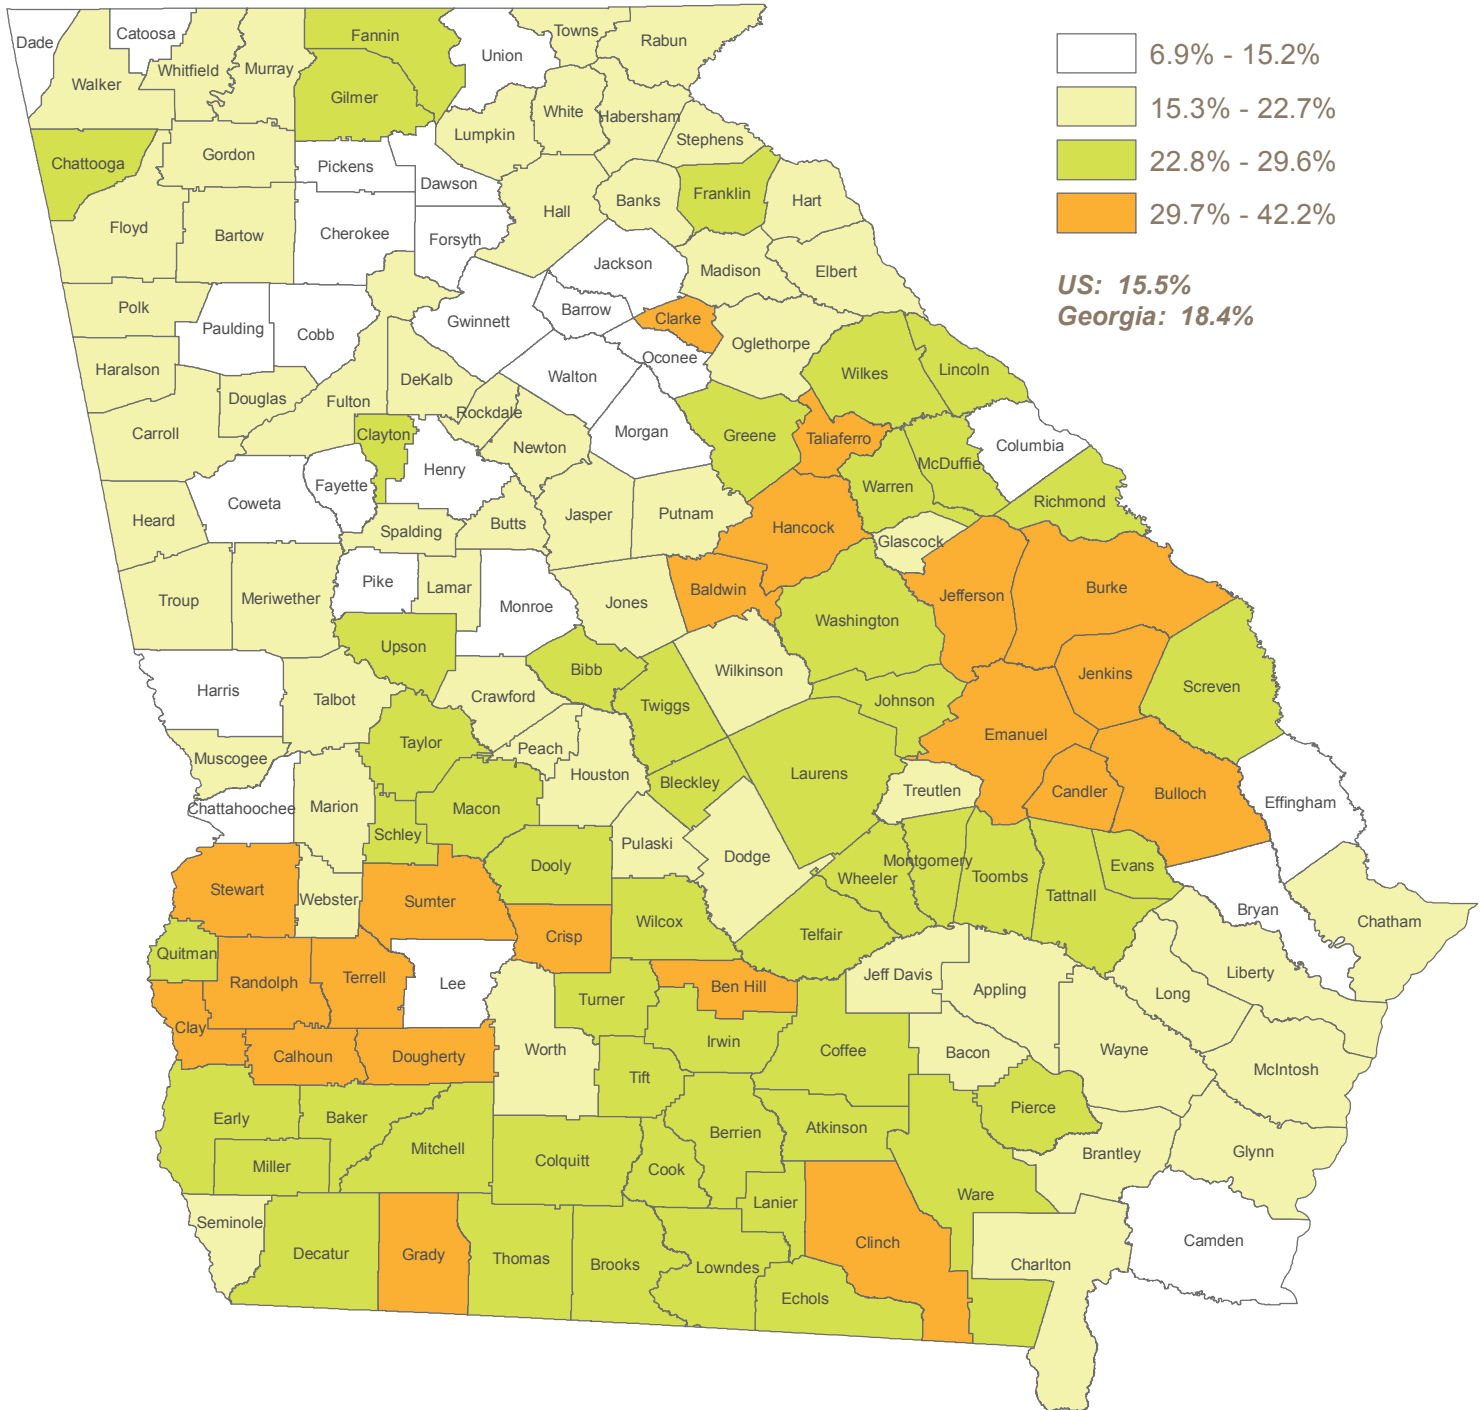 Dade
Catoosa
Fannin
Union
Towns
Rabun
Walker
Whitfield
Murray
Gilmer
White
Habersham
Lumpkin
Stephens
Chattooga
Gordon
Pickens
Dawson
Franklin
Hart
Banks
Hall
Floyd
Bartow
Cherokee
Forsyth
Jackson
Madison
Elbert
Polk
Paulding
Cobb
Gwinnett
Barrow
Clarke
Oconee
Oglethorpe
Haralson
Douglas
Fulton
DeKalb
Rockdale
Walton
Wilkes
Lincoln
Carroll
Clayton
Henry
Newton
Morgan
Greene
Taliaferro
McDuffie
Columbia
Coweta
Fayette
Warren
Richmond
Heard
Spalding
Butts
Jasper
Putnam
Hancock
Glascock
Troup
Meriwether
Pike
Lamar
Monroe
Jones
Baldwin
Jefferson
Burke
Washington
Upson
Bibb
Wilkinson
Jenkins
Screven
Harris
Talbot
Crawford
Twiggs
Johnson
Emanuel
Muscogee
Taylor
Peach
Houston
Bleckley
Laurens
Treutlen
Candler
Bulloch
Effingham
Chattahoochee
Marion
Schley
Macon
Pulaski
Dodge
Dooly
Wheeler
Montgomery
Toombs
Tattnall
Evans
Bryan
Chatham
Stewart
Webster
Sumter
Crisp
Wilcox
Telfair
Quitman
Randolph
Terrell
Lee
Turner
Ben Hill
Jeff Davis
Appling
Long
Liberty
Clay
Calhoun
Dougherty
Worth
Irwin
Coffee
Bacon
Wayne
McIntosh
Tift
Early
Baker
Mitchell
Miller
Colquitt
Cook
Berrien
Atkinson
Pierce
Brantley
Glynn
Seminole
Decatur
Grady
Thomas
Brooks
Lanier
Lowndes
Echols
Clinch
Ware
Charlton
Camden
6.9% - 15.2%
15.3% - 22.7%
22.8% - 29.6%
29.7% - 42.2%
US: 15.5%
Georgia: 18.4%